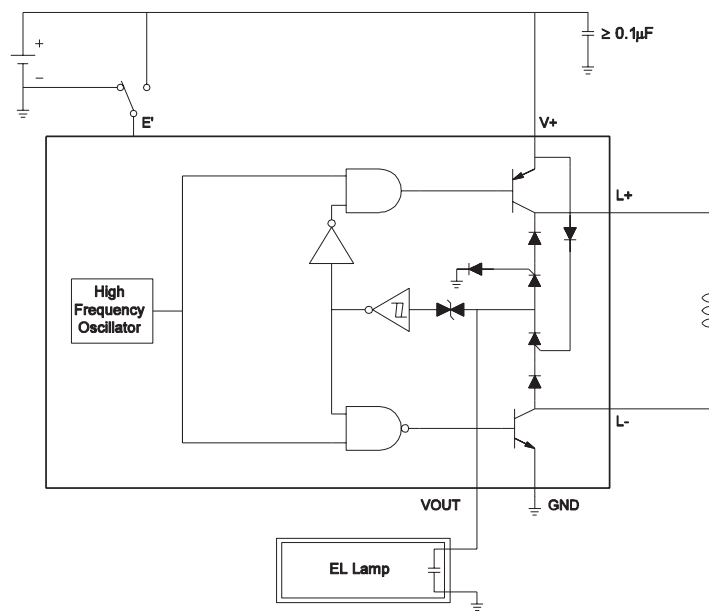 +
≥ 0.1µF
−
E'
V+
L+
High
Frequency
Oscillator
L-
VOUT
GND
EL Lamp